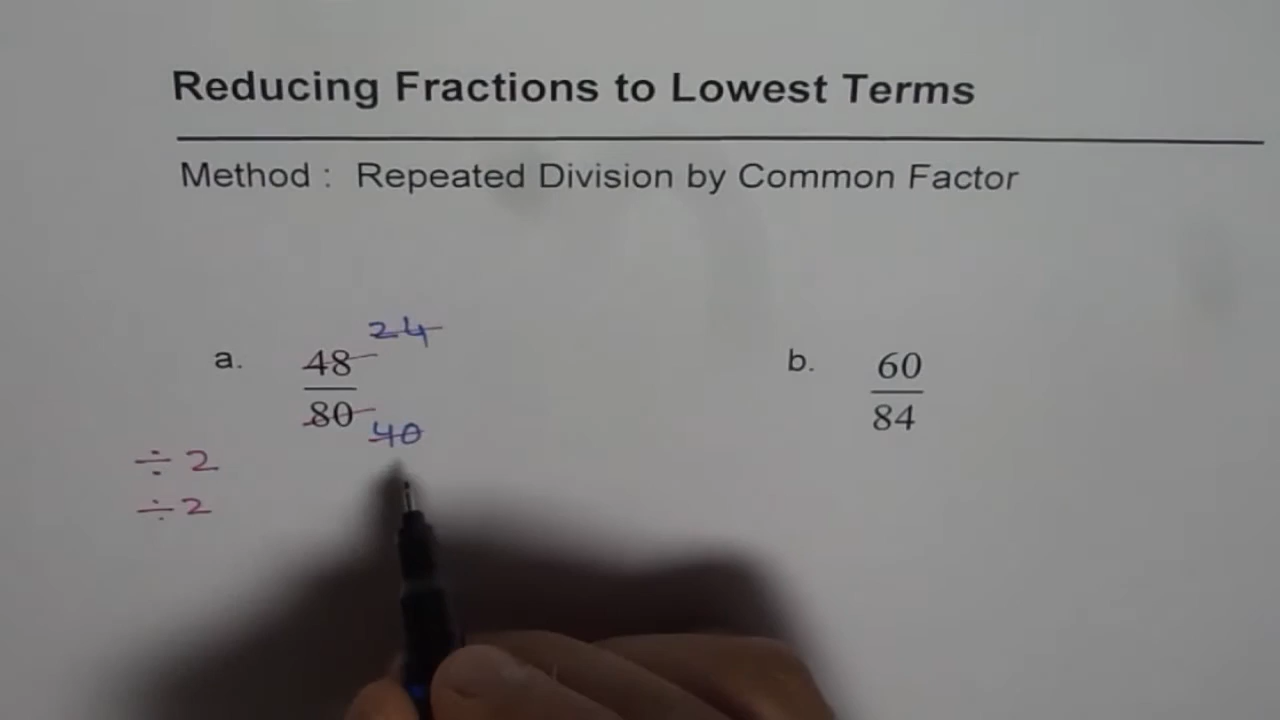 Reducing Fractions to Lowest Terms
Method : Repeated Division by Common Factor
24
a. 48
80
40
b. 60
84
÷ 2
÷ 2